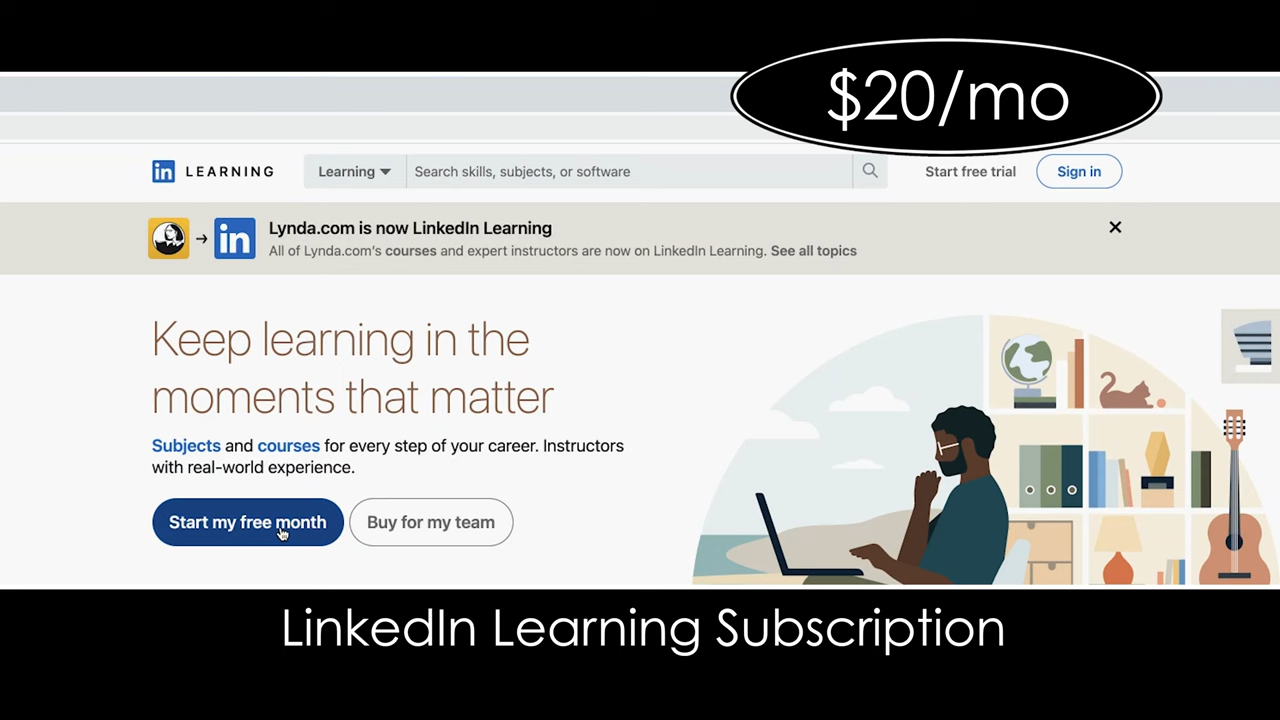 $20/mo
in LEARNING
Learning
Search skills, subjects, or software
Start free trial
Sign in
in
Lynda.com is now LinkedIn Learning
All of Lynda.com's courses and expert instructors are now on LinkedIn Learning. See all topics
Keep learning in the
moments that matter
Subjects and courses for every step of your career. Instructors
with real-world experience.
Start my free month
Buy for my team
LinkedIn Learning Subscription